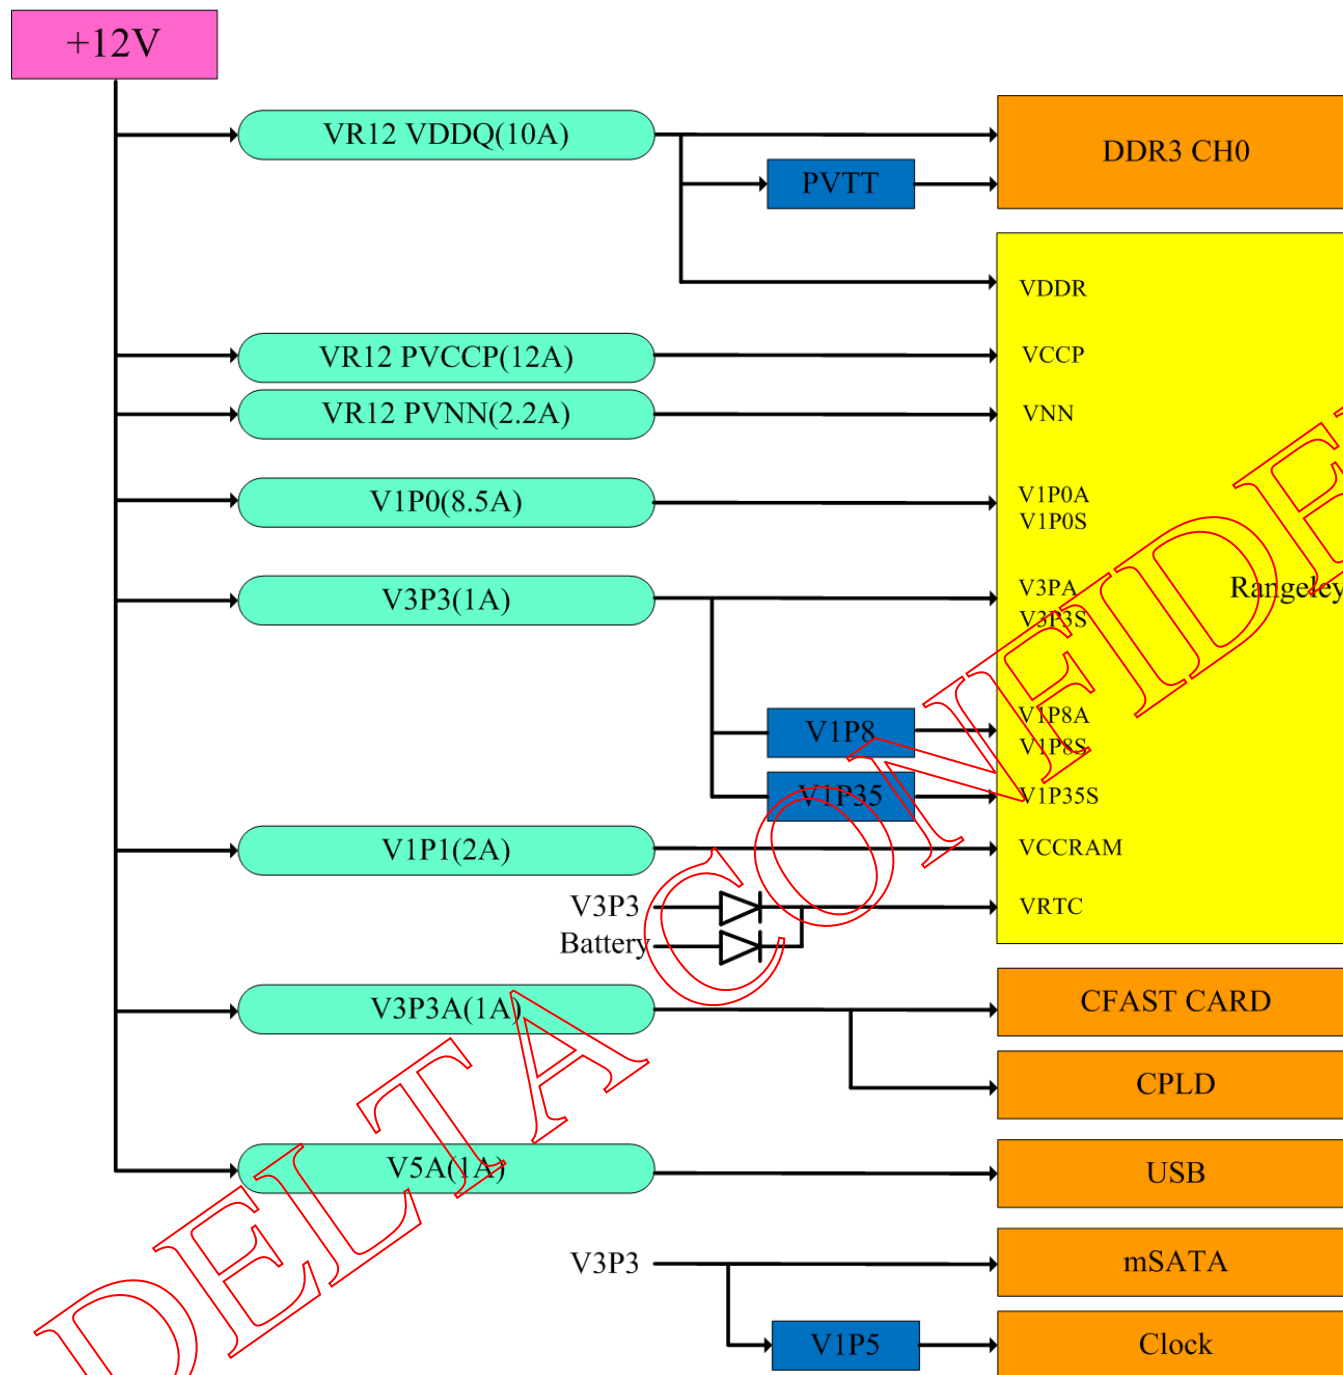 +12V
VR12 VDDQ(10A)
DDR3 CH0
PVTT
VDDR
VR12 PVCCP(12A)
VCCP
VR12 PVNN(2.2A)
VNN
V1P0(8.5A)
V1P0A
V1P0S
V3P3(1A)
V3PA
Rangeley
V3P3S
V1P8
V1P8A
V1P8S
V1P35
V1P35S
V1P1(2A)
VCCRAM
V3P3
VRTC
Battery
V3P3A(1A)
CFAST CARD
CPLD
V5A(1A)
USB
V3P3
mSATA
V1P5
Clock
DELTA CONFIDE